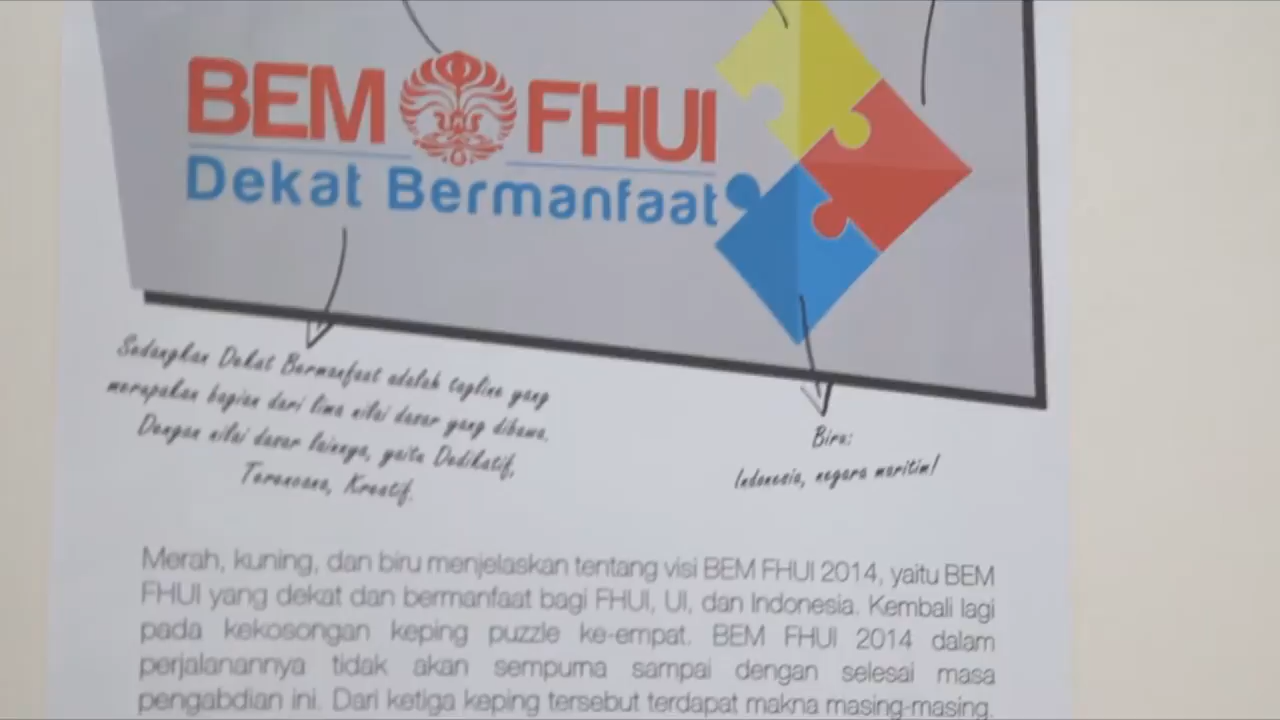 BEM FHUI
Dekat Bermanfaat
Sedangkan Dekat Bermanfaat adalah tagline yang
merupakan bagian dari lima nilai dasar yang dibawa.
Dengan nilai dasar lainnya, yaitu Dedikatif,
Terencana, Kreatif.
Biru:
Indonesia, negara maritim!
Merah, kuning, dan biru menjelaskan tentang visi BEM FHUI 2014, yaitu BEM
FHUI yang dekat dan bermanfaat bagi FHUI, UI, dan Indonesia. Kembali lagi
pada kekosongan keping puzzle ke-empat. BEM FHUI 2014 dalam
perjalanannya tidak akan sempurna sampai dengan selesai masa
pengabdian ini. Dari ketiga keping tersebut terdapat makna masing-masing.